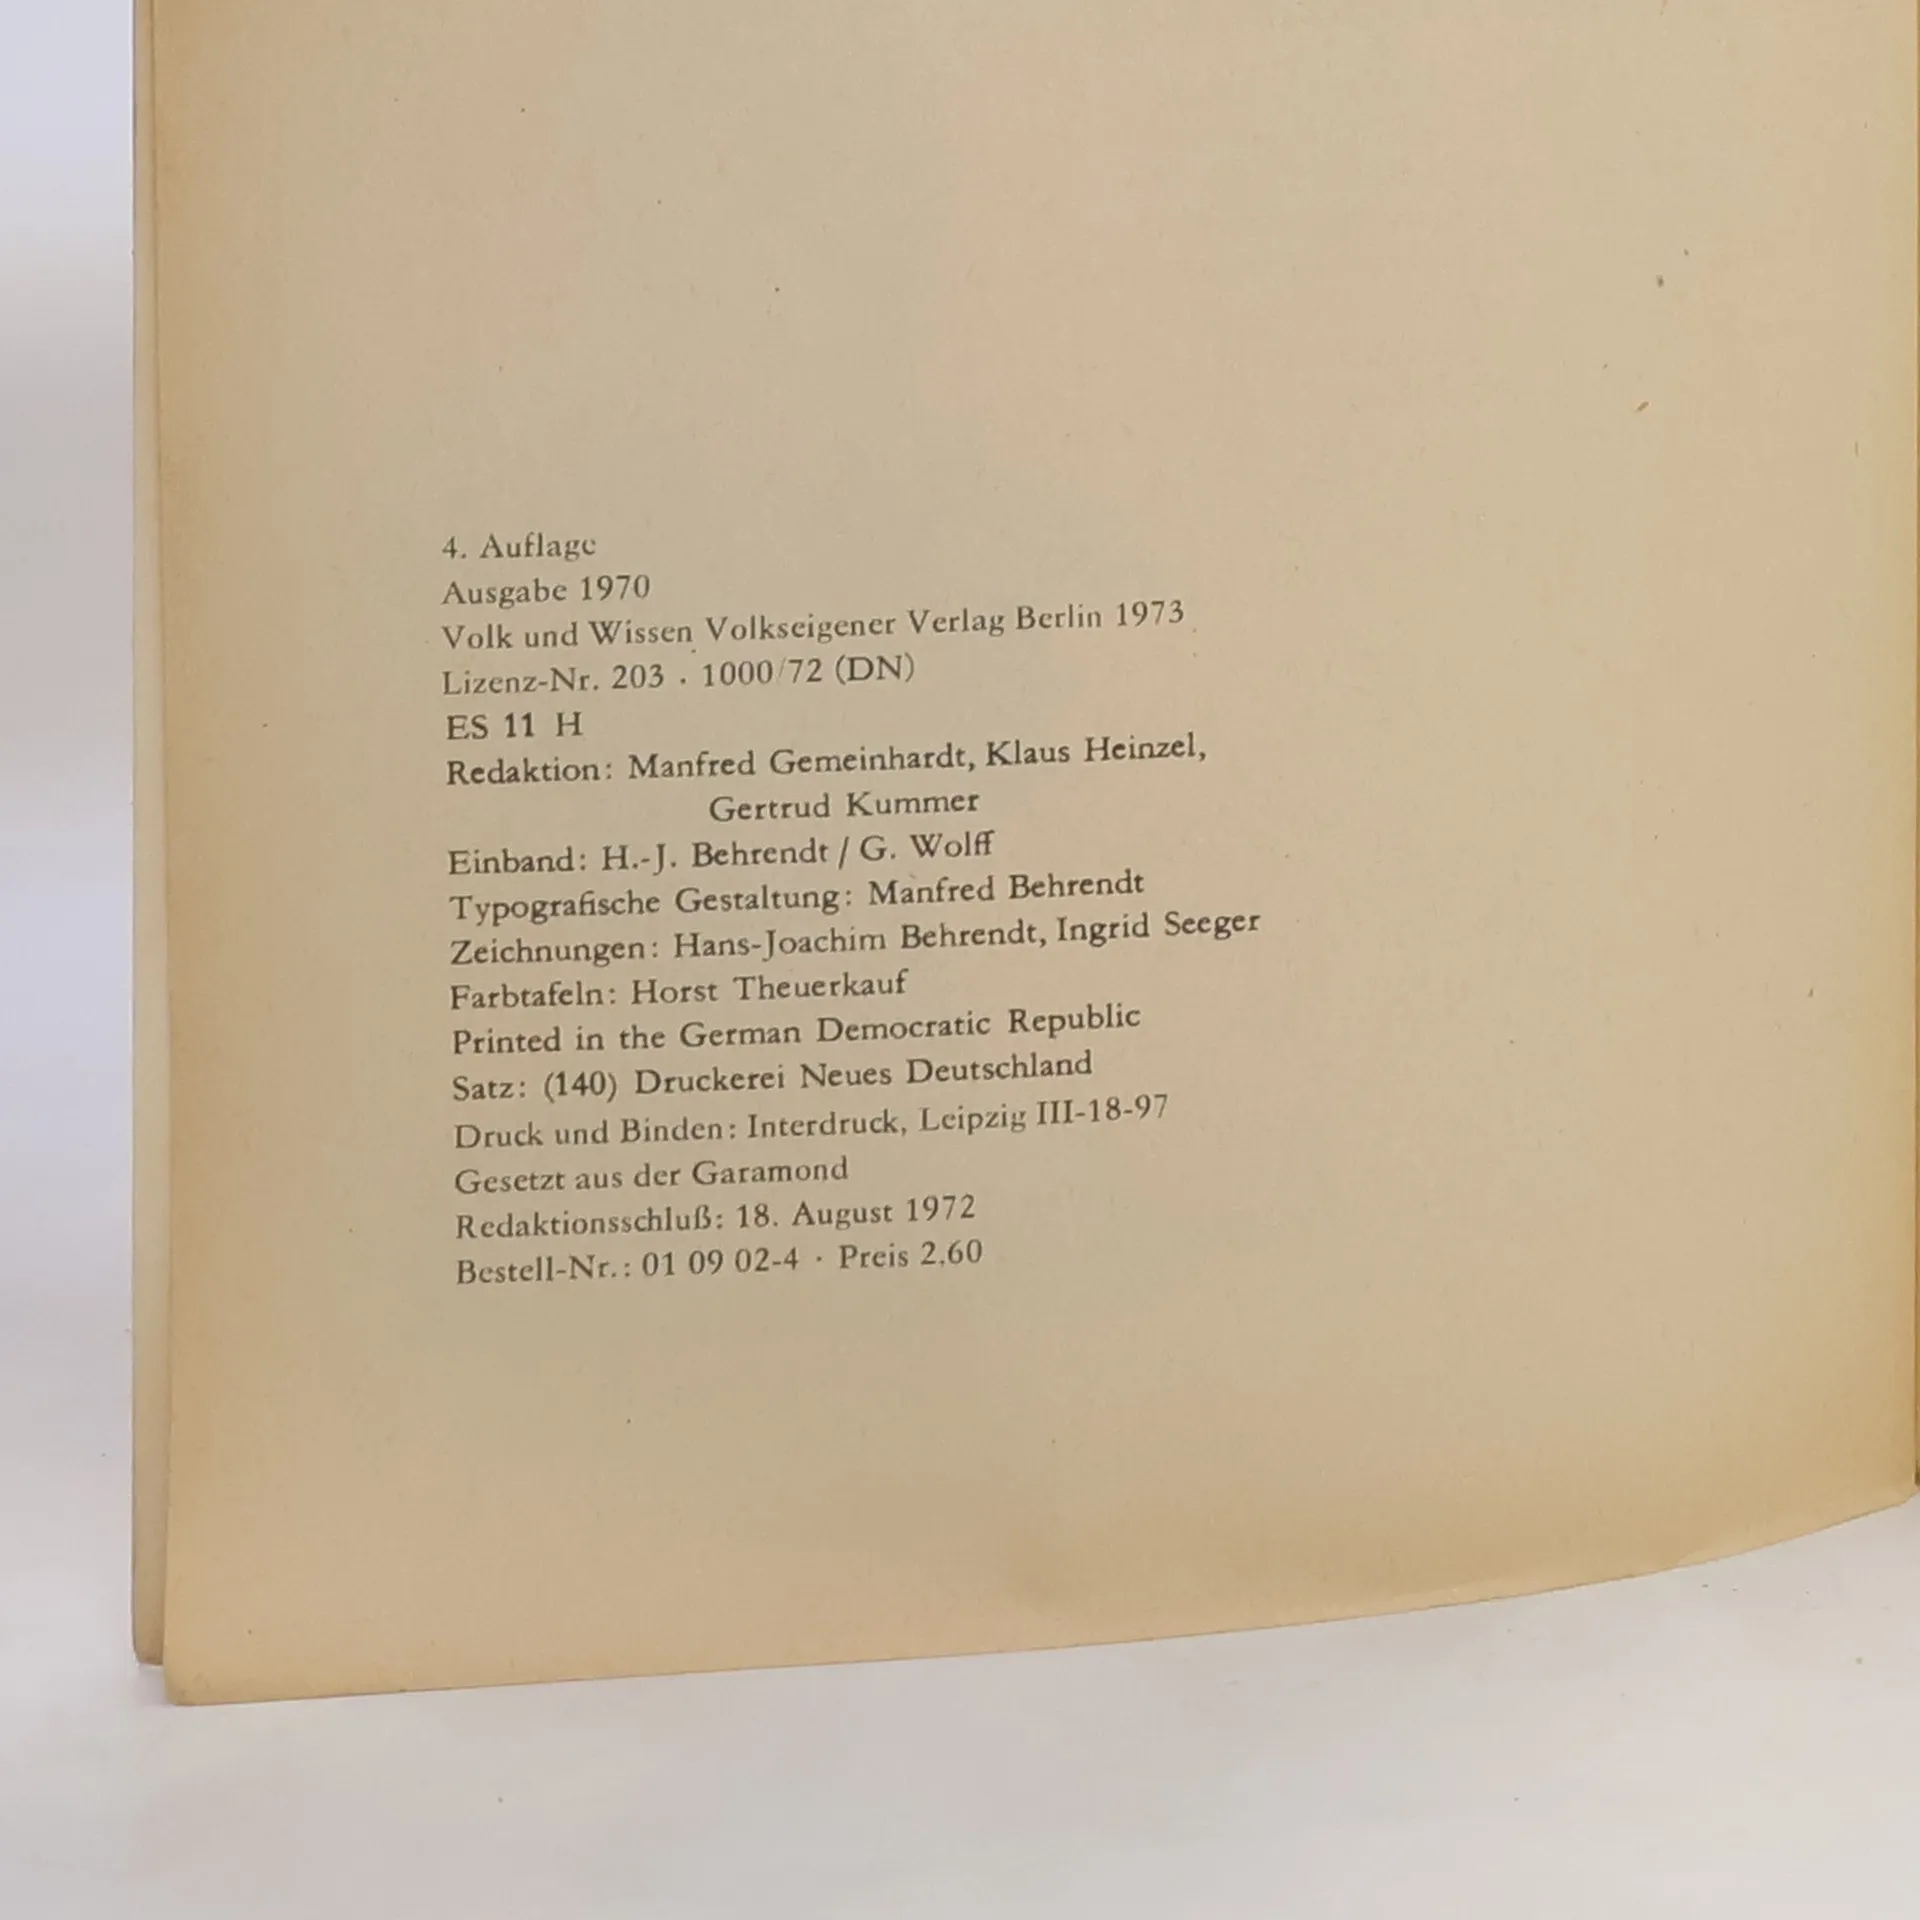 4. Auflage
Ausgabe 1970
Volk und Wissen Volkseigener Verlag Berlin 1973
Lizenz-Nr. 203 · 1000/72 (DN)
ES 11 H
Redaktion: Manfred Gemeinhardt, Klaus Heinzel,
Gertrud Kummer
Einband: H.-J. Behrendt / G. Wolff
Typografische Gestaltung: Manfred Behrendt
Zeichnungen: Hans-Joachim Behrendt, Ingrid Seeger
Farbtafeln: Horst Theuerkauf
Printed in the German Democratic Republic
Satz: (140) Druckerei Neues Deutschland
Druck und Binden: Interdruck, Leipzig III-18-97
Gesetzt aus der Garamond
Redaktionsschluß: 18. August 1972
Bestell-Nr.: 01 09 02-4 · Preis 2,60